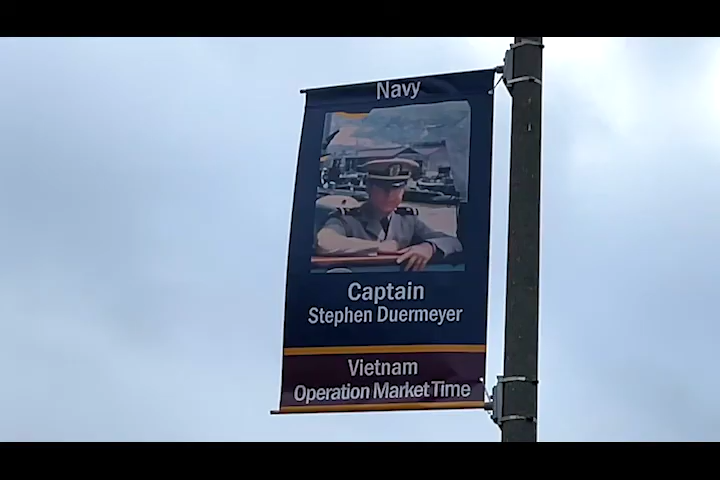 Navy
Captain
Stephen Duermeyer
Vietnam
Operation Market Time